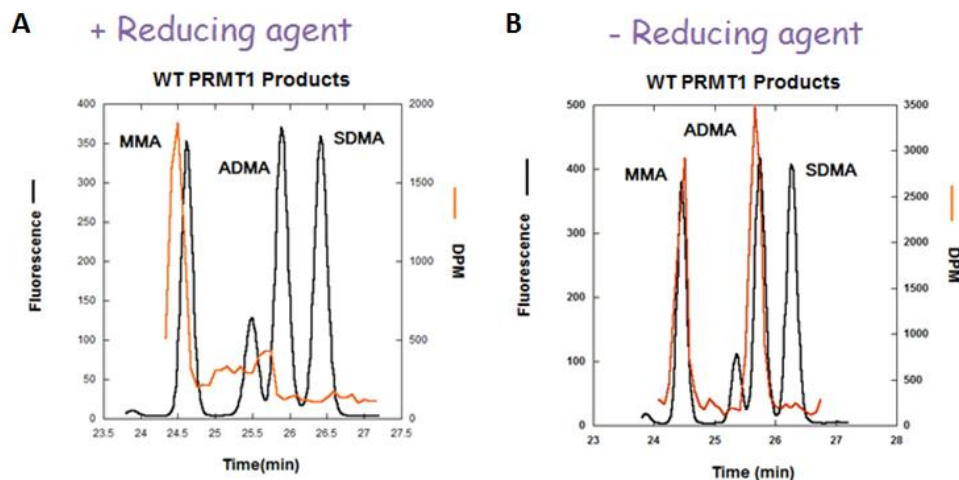 A + Reducing agent
WT PRMT1 Products
400
350
300
250
200
150
100
50
0
2000
1500
1000
500
0
MMA
ADMA
SDMA
Fluorescence
DPM
23.5 24 24.5 25 25.5 26 26.5 27 27.5
Time(min)
B - Reducing agent
WT PRMT1 Products
500
400
300
200
100
0
3500
3000
2500
2000
1500
1000
500
0
ADMA
MMA
SDMA
Fluorescence
DPM
23 24 25 26 27 28
Time (min)